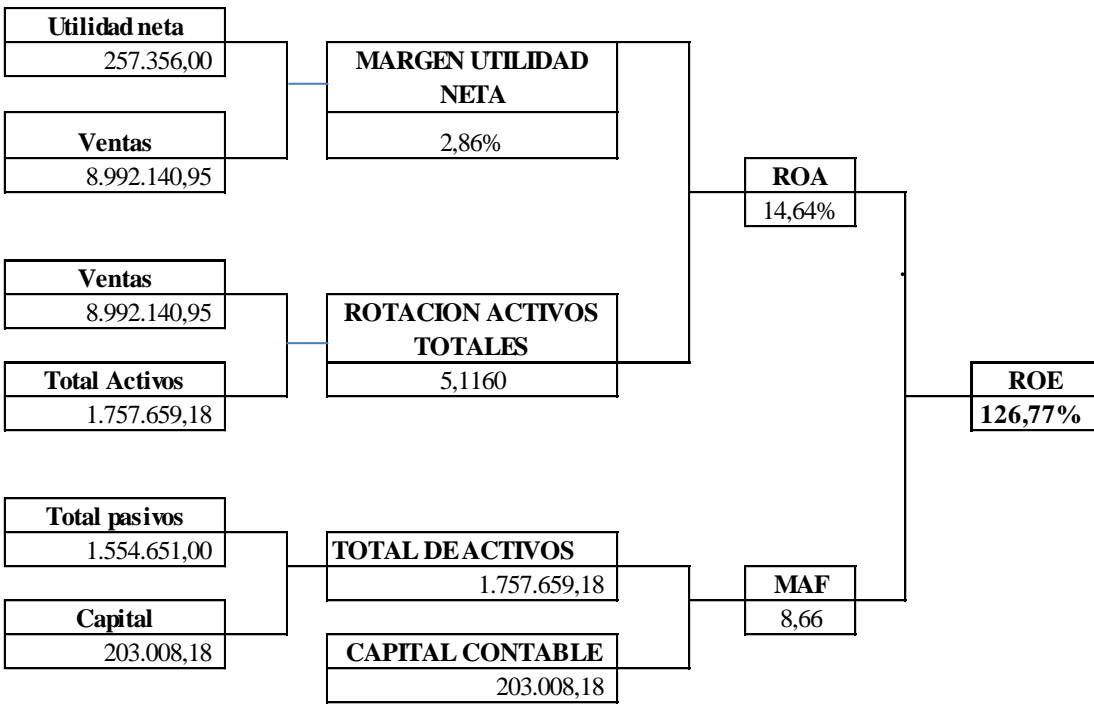 Utilidad neta
257.356,00
MARGEN UTILIDAD
NETA
2,86%
Ventas
8.992.140,95
ROA
14,64%
Ventas
8.992.140,95
ROTACION ACTIVOS
TOTALES
5,1160
Total Activos
1.757.659,18
ROE
126,77%
Total pasivos
1.554.651,00
TOTAL DE ACTIVOS
1.757.659,18
MAF
8,66
Capital
203.008,18
CAPITAL CONTABLE
203.008,18